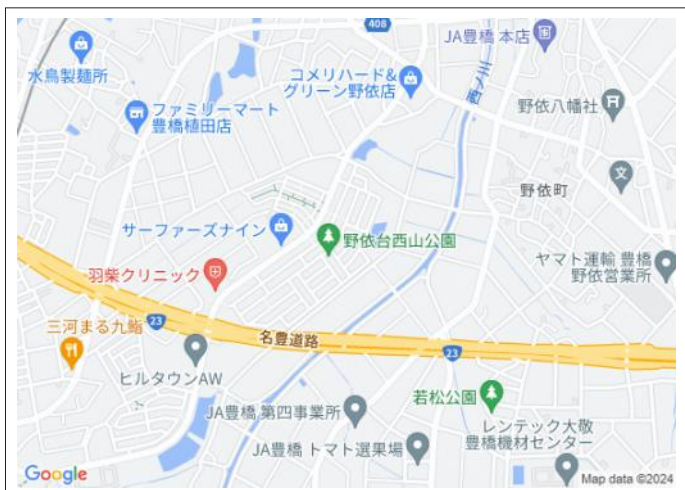 408
JA豊橋 本店
水鳥製麺所
コメリハード&
グリーン野依店
西ノ川
ファミリーマート
豊橋植田店
野依八幡社
文
野依町
サーファーズナイン
野依台西山公園
羽柴クリニック
ヤマト運輸 豊橋
野依営業所
23
三河まる九鮨
名豊道路
23
ヒルタウンAW
若松公園
JA豊橋 第四事業所
レンテック大敬
豊橋機材センター
JA豊橋 トマト選果場
Google
Map data ©2024